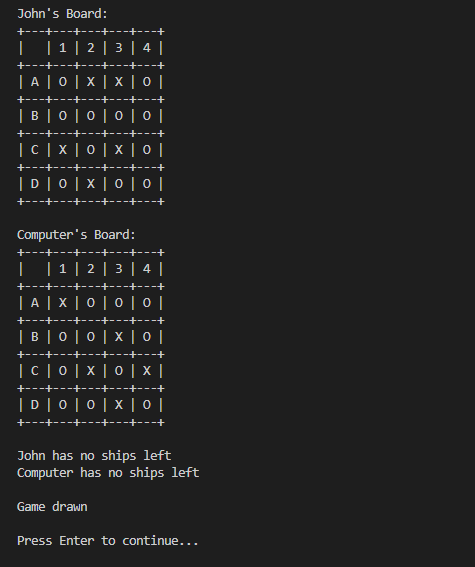 John's Board:
+---+---+---+---+---+
|   | 1 | 2 | 3 | 4 |
+---+---+---+---+---+
| A | O | X | X | O |
+---+---+---+---+---+
| B | O | O | O | O |
+---+---+---+---+---+
| C | X | O | X | O |
+---+---+---+---+---+
| D | O | X | O | O |
+---+---+---+---+---+
Computer's Board:
+---+---+---+---+---+
|   | 1 | 2 | 3 | 4 |
+---+---+---+---+---+
| A | X | O | O | O |
+---+---+---+---+---+
| B | O | O | X | O |
+---+---+---+---+---+
| C | O | X | O | X |
+---+---+---+---+---+
| D | O | O | X | O |
+---+---+---+---+---+
John has no ships left
Computer has no ships left
Game drawn
Press Enter to continue...